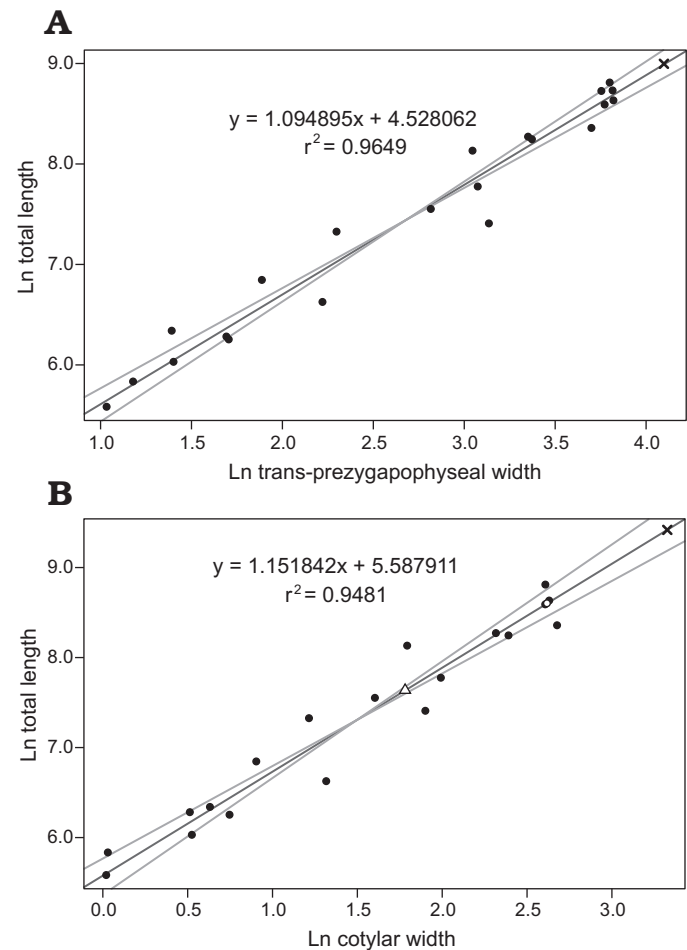 A
9.0
8.0
7.0
6.0
Ln total length
y = 1.094895x + 4.528062
r² = 0.9649
1.0 1.5 2.0 2.5 3.0 3.5 4.0
Ln trans-prezygapophyseal width
B
9.0
8.0
7.0
6.0
Ln total length
y = 1.151842x + 5.587911
r² = 0.9481
0.0 0.5 1.0 1.5 2.0 2.5 3.0
Ln cotylar width